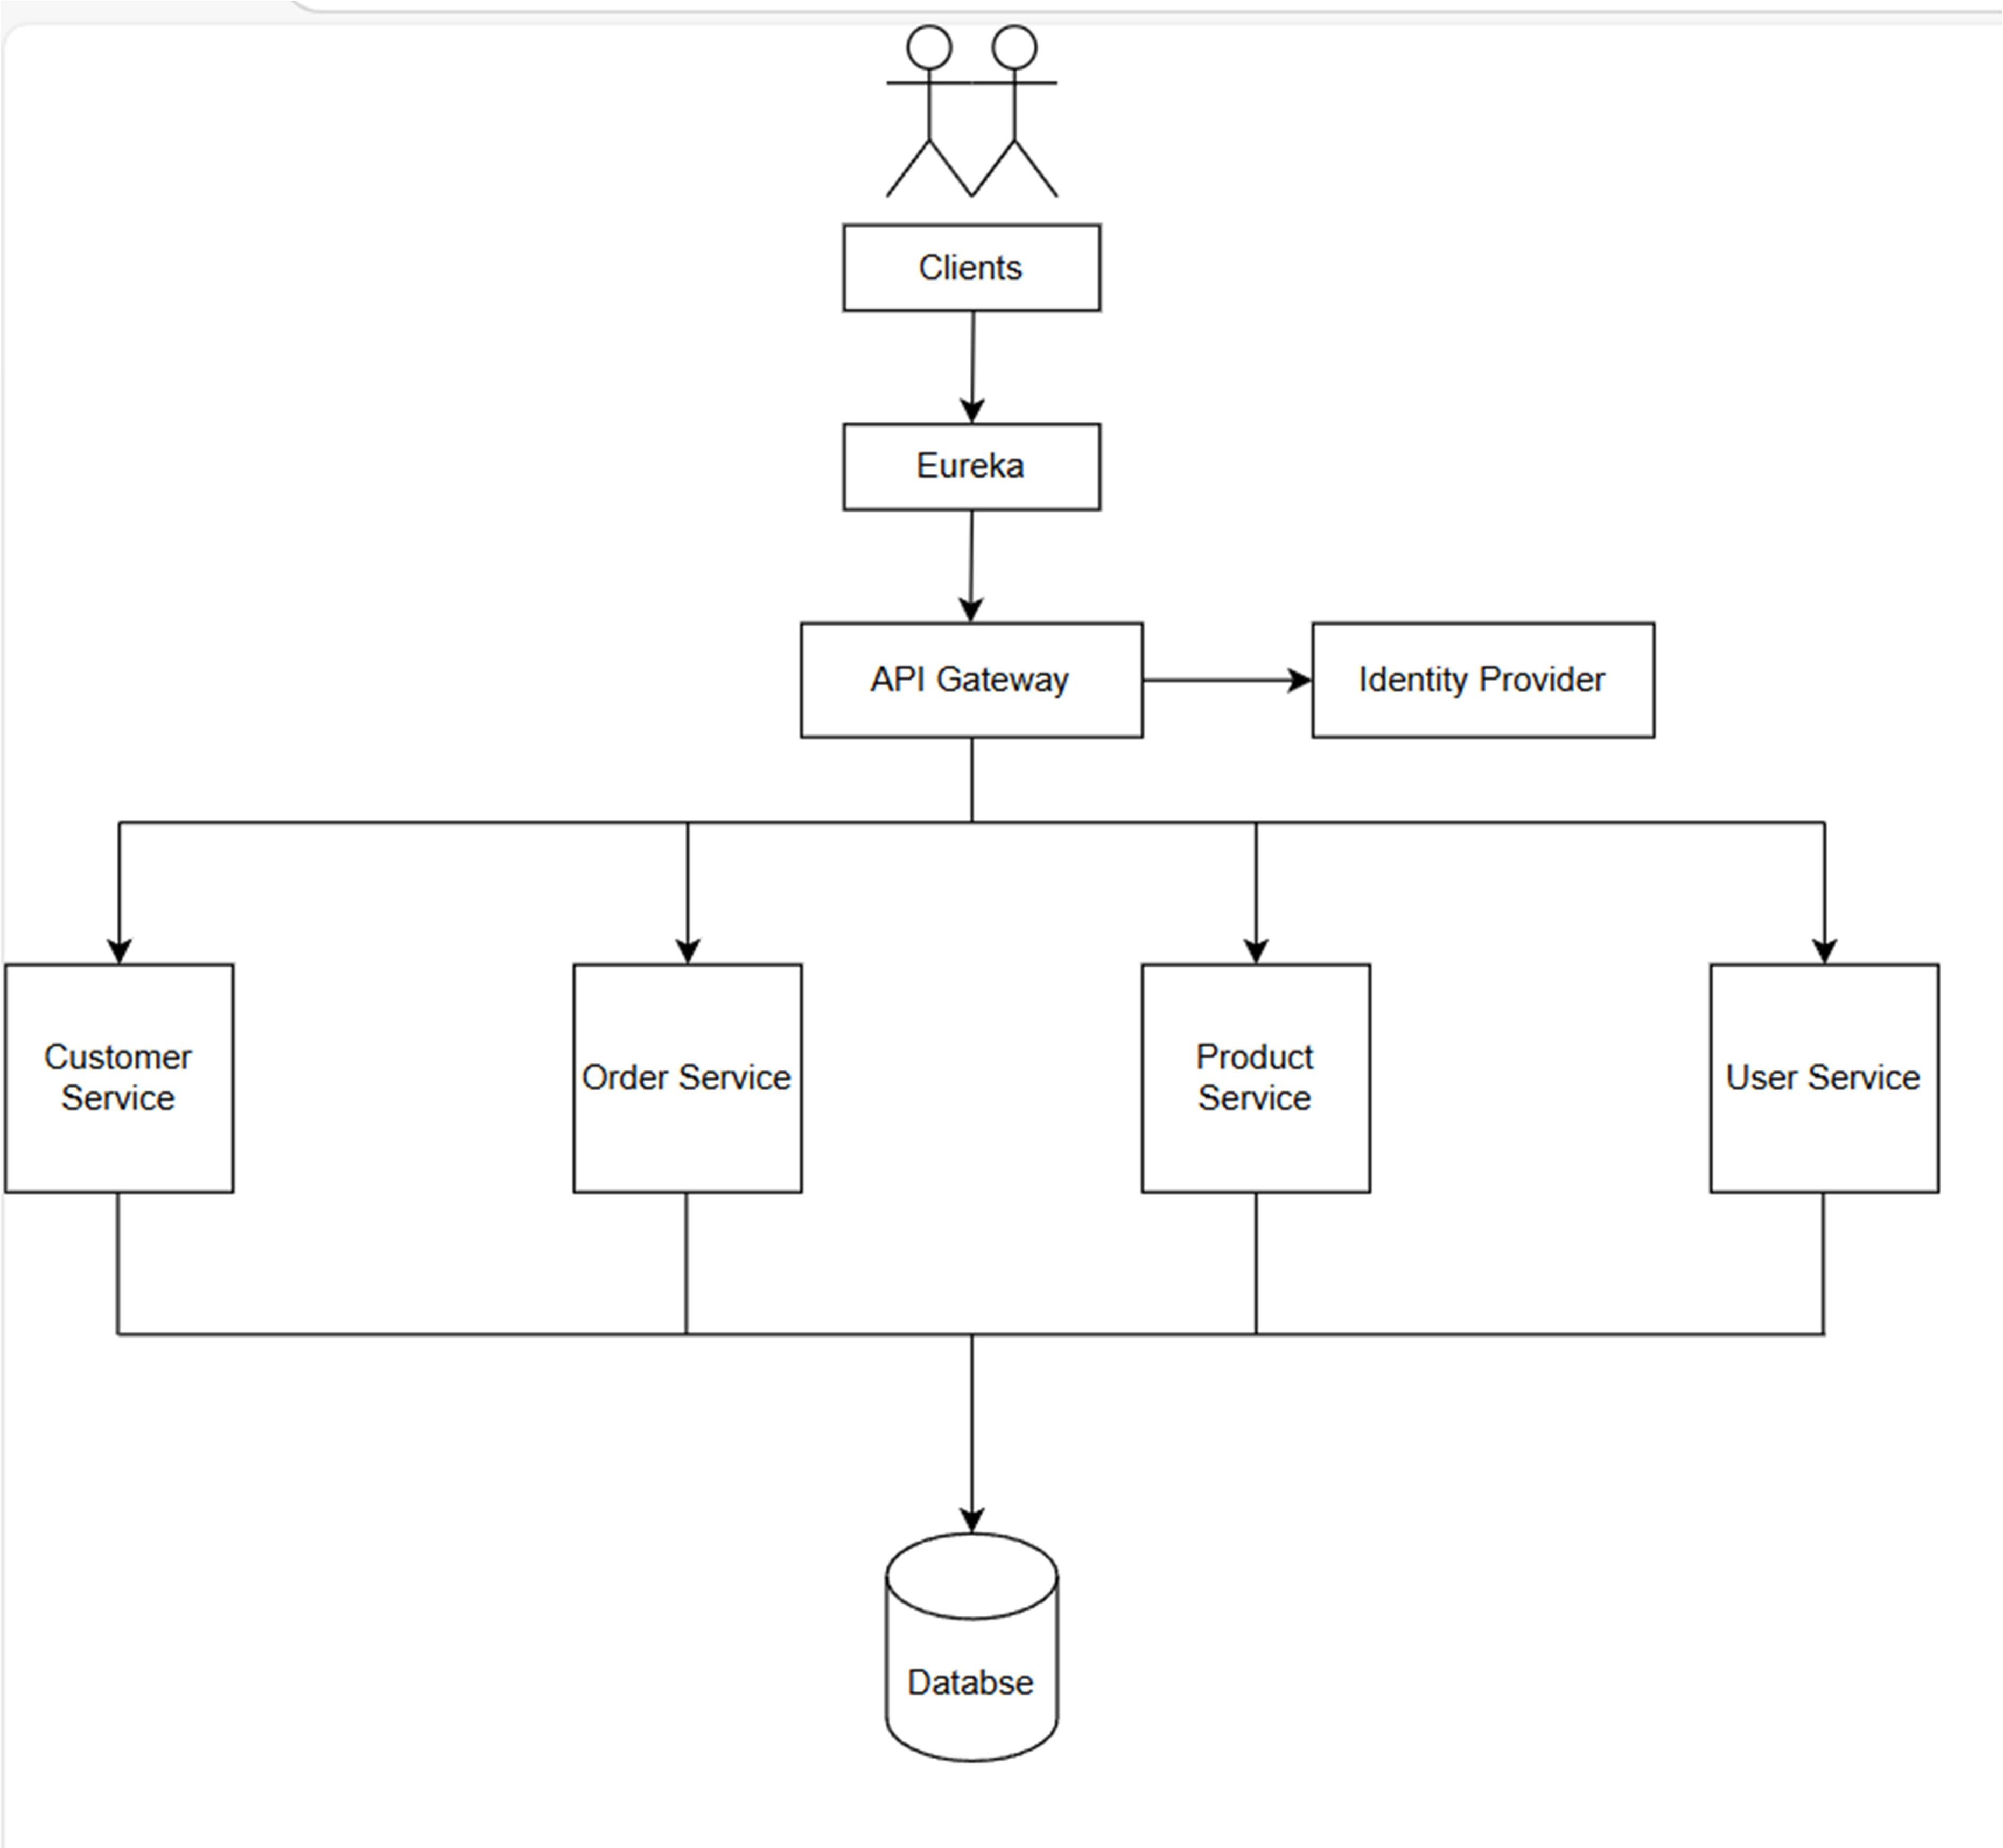 Clients
Eureka
API Gateway
Identity Provider
Customer
Service
Order Service
Product
Service
User Service
Databse